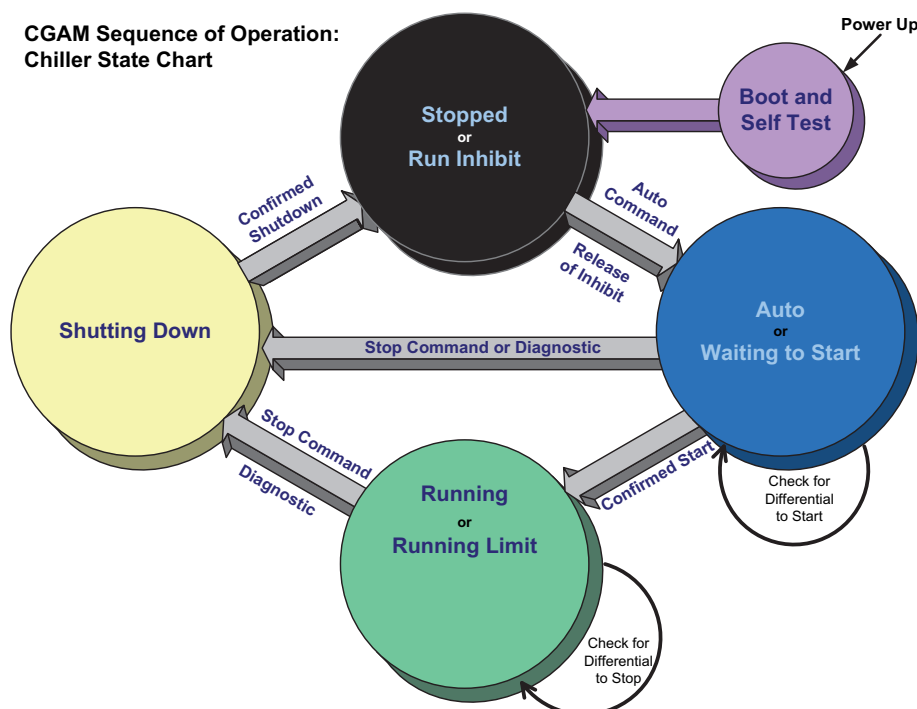 CGAM Sequence of Operation:
Chiller State Chart
Power Up
Boot and
Self Test
Stopped
or
Run Inhibit
Confirmed
Shutdown
Auto
Command
Release
of Inhibit
Shutting Down
Stop Command or Diagnostic
Auto
or
Waiting to Start
Stop Command
Diagnostic
Confirmed Start
Check for
Differential
to Start
Running
or
Running Limit
Check for
Differential
to Stop